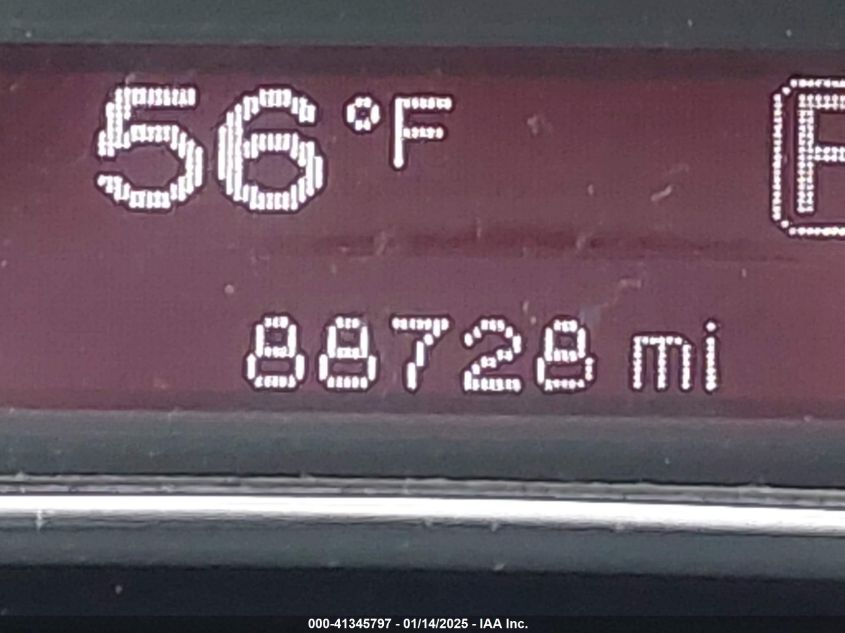 56 °F P
88728 mi
000-41345797 - 01/14/2025 - IAA Inc.